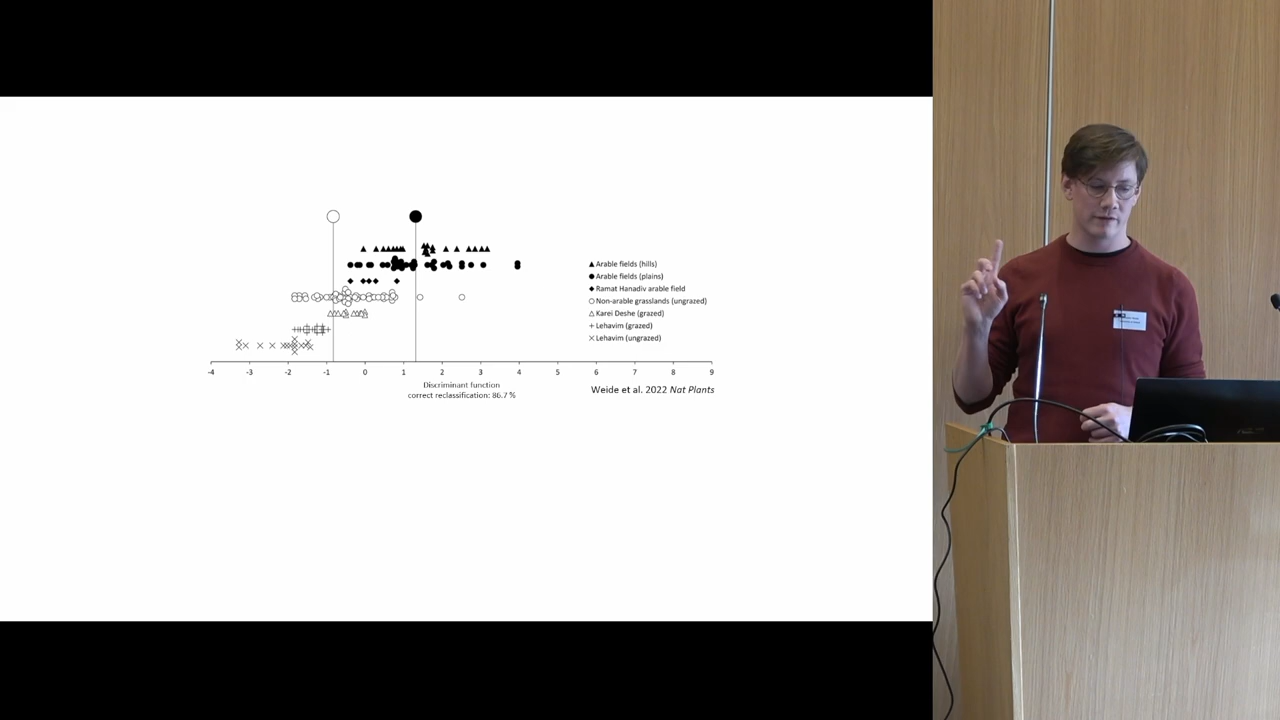 Arable fields (hills)
Arable fields (plains)
Ramat Hanadiv arable field
Non-arable grasslands (ungrazed)
Karei Deshe (grazed)
Lehavim (grazed)
Lehavim (ungrazed)
-4 -3 -2 -1 0 1 2 3 4 5 6 7 8 9
Discriminant function
correct reclassification: 86.7 %
Weide et al. 2022 Nat Plants